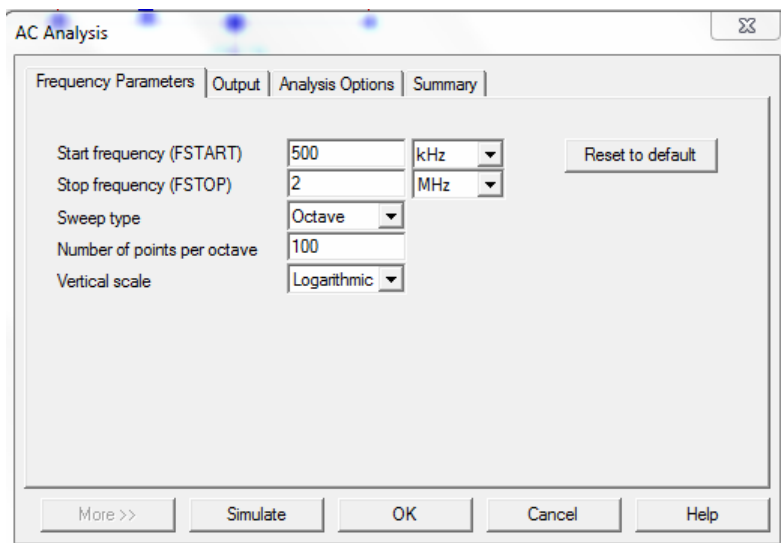 AC Analysis
Frequency Parameters Output Analysis Options Summary
Start frequency (FSTART) 500 kHz Reset to default
Stop frequency (FSTOP) 2 MHz
Sweep type Octave
Number of points per octave 100
Vertical scale Logarithmic
More >> Simulate OK Cancel Help